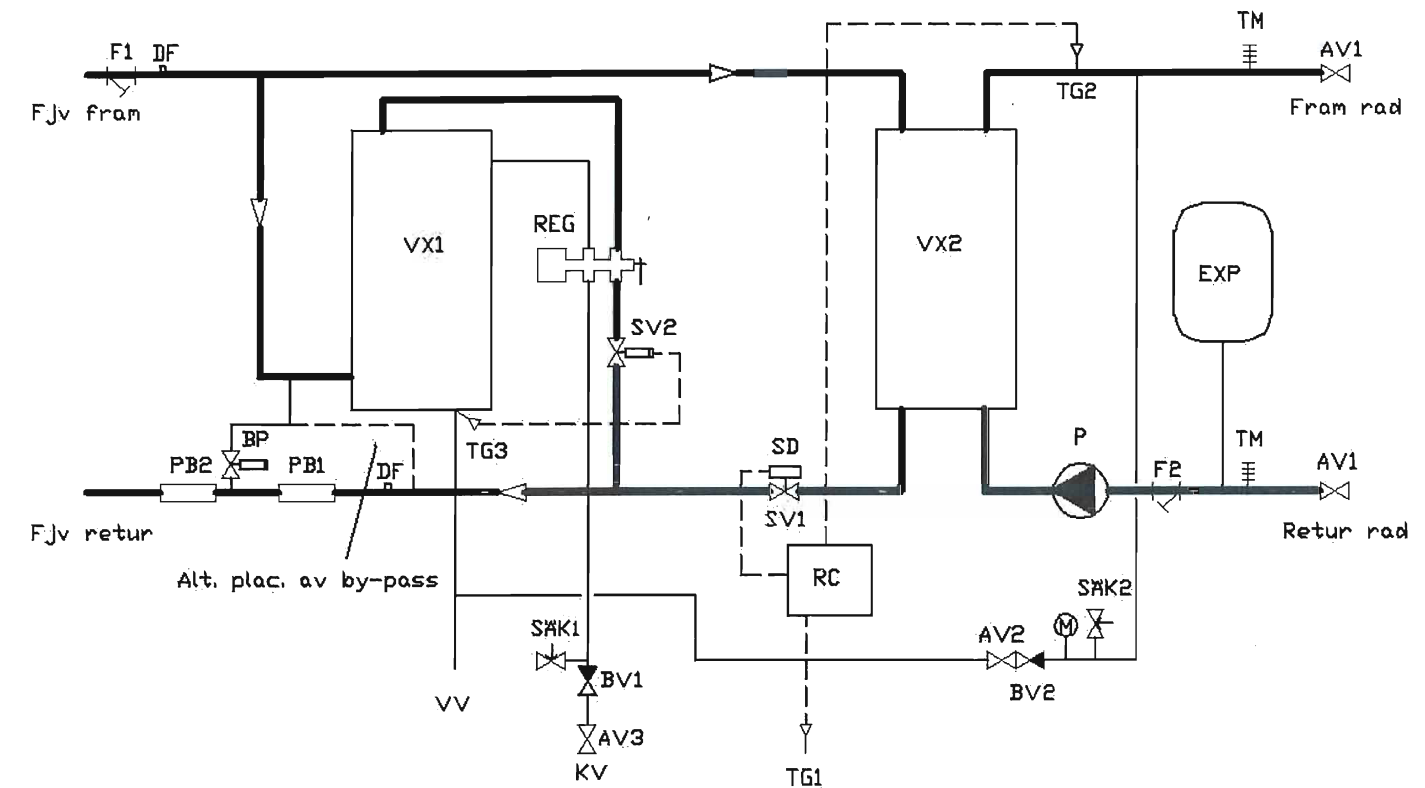 TM
F1
DF
AV1
TG2
Fjv fram
Fram rad
REG
VX1
VX2
EXP
SV2
BP
TG3
PB2
PB1
DF
SD
P
F2
TM
AV1
SV1
Fjv retur
Retur rad
Alt. plac. av by-pass
RC
SÄK2
SÄK1
M
AV2
BV1
BV2
VV
AV3
KV
TG1